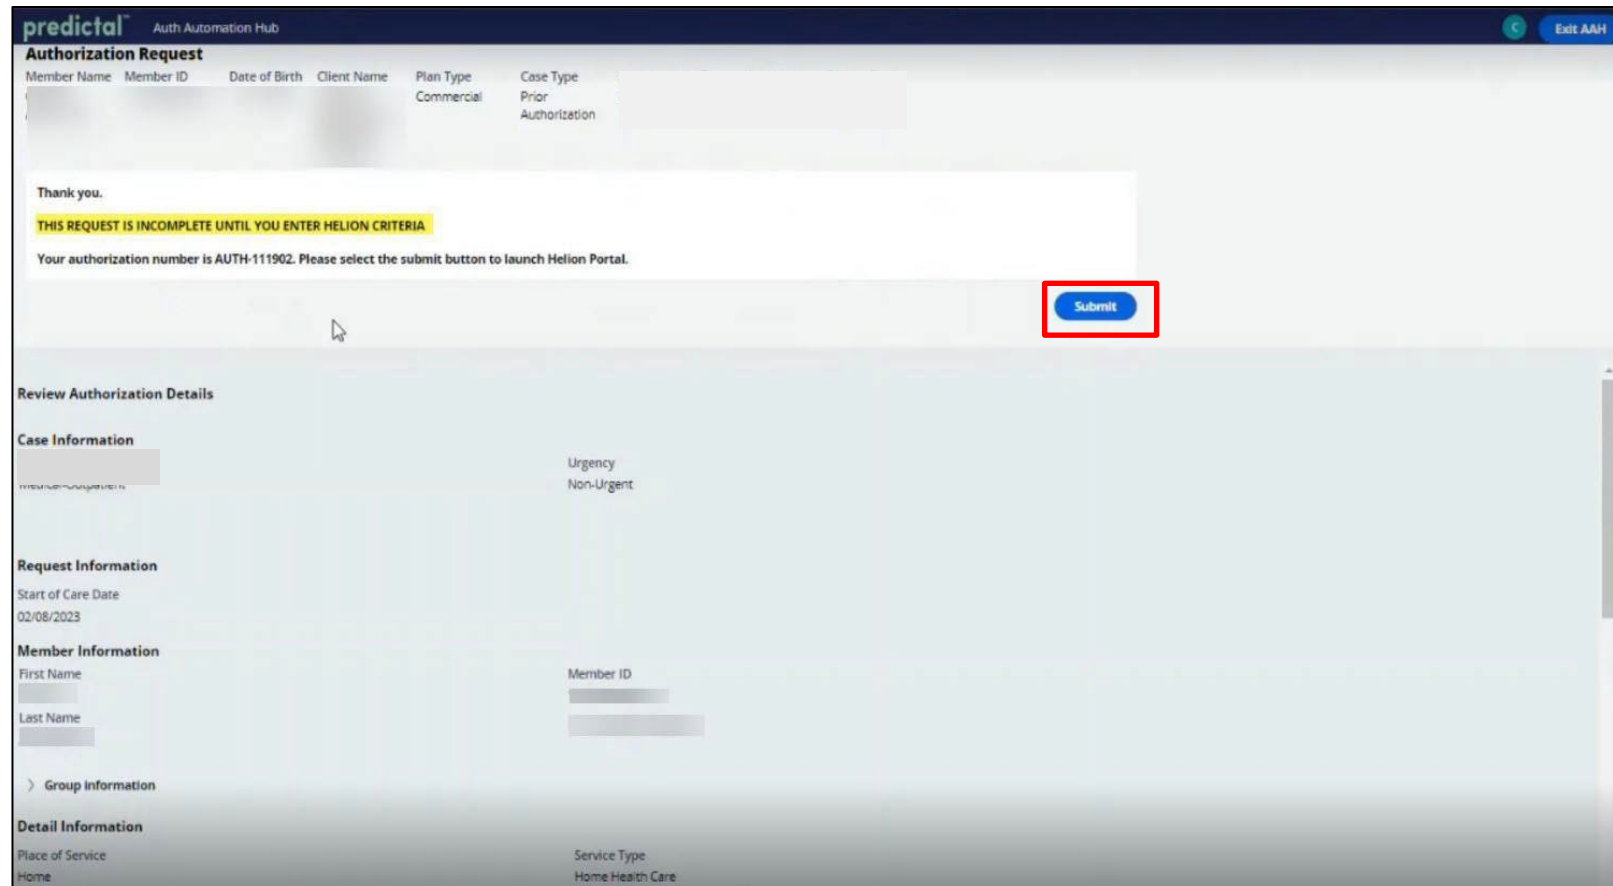 predictal™ Auth Automation Hub C Exit AAH
Authorization Request
Member Name Member ID Date of Birth Client Name Plan Type Case Type
Commercial Prior
Authorization
Thank you.
THIS REQUEST IS INCOMPLETE UNTIL YOU ENTER HELION CRITERIA
Your authorization number is AUTH-111902. Please select the submit button to launch Helion Portal.
Submit
Review Authorization Details
Case Information
Urgency
Medical-Outpatient Non-Urgent
Request Information
Start of Care Date
02/08/2023
Member Information
First Name Member ID
Last Name
Group Information
Detail Information
Place of Service Service Type
Home Home Health Care